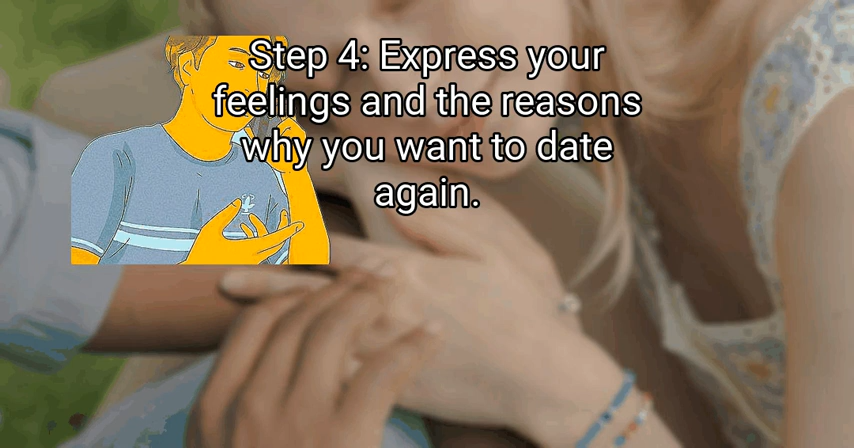 Step 4: Express your
feelings and the reasons
why you want to date
again.